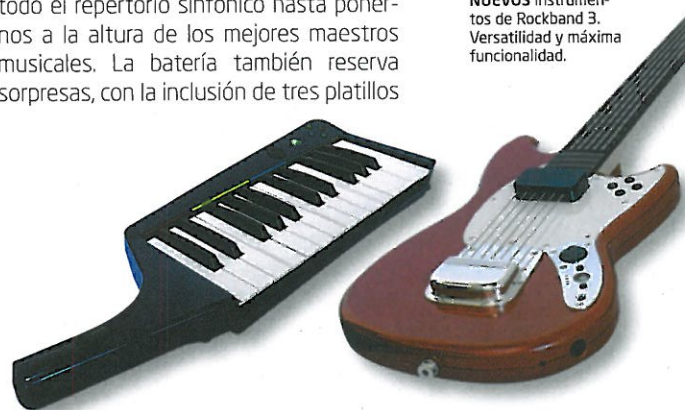 todo el repertorio sinfónico hasta poner-
nos a la altura de los mejores maestros
musicales. La batería también reserva
sorpresas, con la inclusión de tres platillos
NUEVOS instrumen-
tos de Rockband 3.
Versatilidad y máxima
funcionalidad.